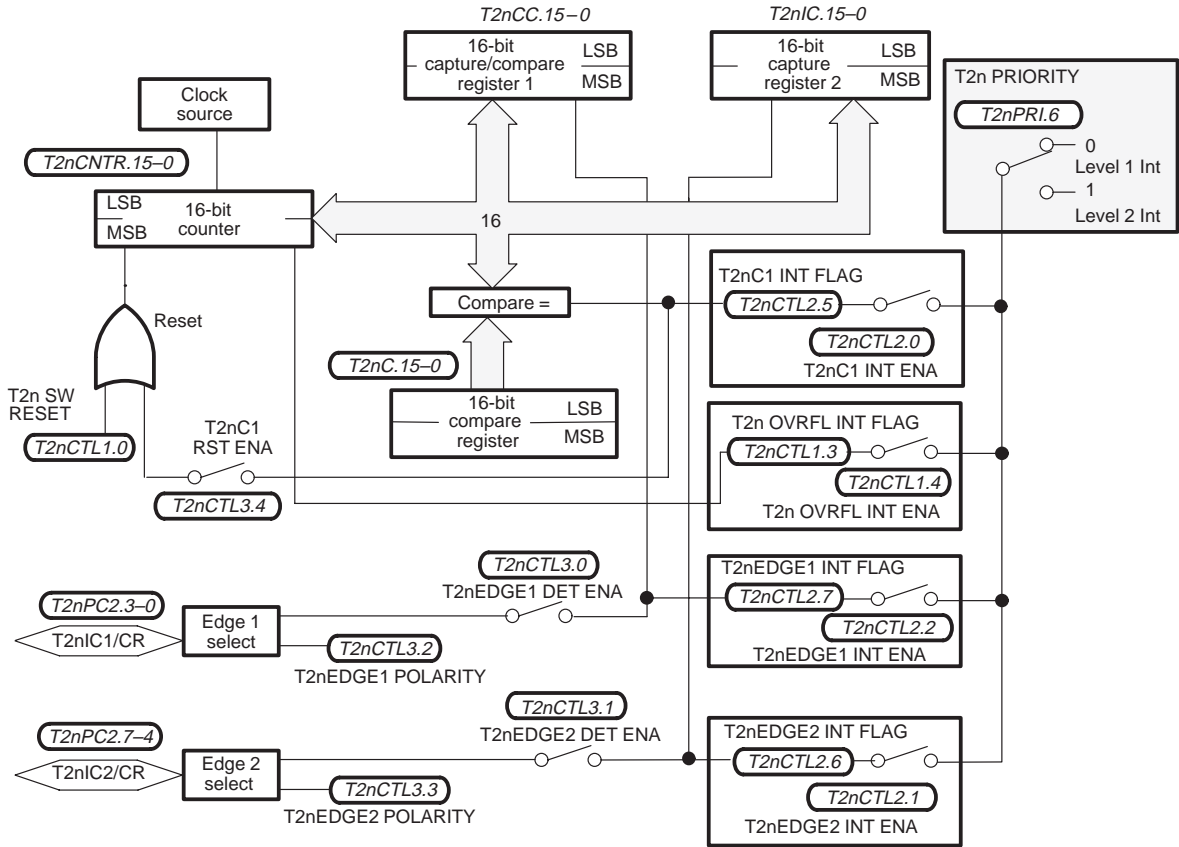 T2nCC.15–0
T2nIC.15–0
16-bit
capture/compare
register 1
LSB
MSB
16-bit
capture
register 2
LSB
MSB
T2n PRIORITY
T2nPRI.6
0
Level 1 Int
1
Level 2 Int
Clock
source
T2nCNTR.15–0
LSB
MSB
16-bit
counter
16
Reset
Compare =
T2nC1 INT FLAG
T2nCTL2.5
T2nCTL2.0
T2nC1 INT ENA
T2nC.15–0
16-bit
compare
register
LSB
MSB
T2n SW
RESET
T2nCTL1.0
T2nC1
RST ENA
T2nCTL3.4
T2n OVRFL INT FLAG
T2nCTL1.3
T2nCTL1.4
T2n OVRFL INT ENA
T2nCTL3.0
T2nEDGE1 DET ENA
T2nPC2.3–0
T2nIC1/CR
Edge 1
select
T2nCTL3.2
T2nEDGE1 POLARITY
T2nEDGE1 INT FLAG
T2nCTL2.7
T2nCTL2.2
T2nEDGE1 INT ENA
T2nCTL3.1
T2nEDGE2 DET ENA
T2nPC2.7–4
T2nIC2/CR
Edge 2
select
T2nCTL3.3
T2nEDGE2 POLARITY
T2nEDGE2 INT FLAG
T2nCTL2.6
T2nCTL2.1
T2nEDGE2 INT ENA